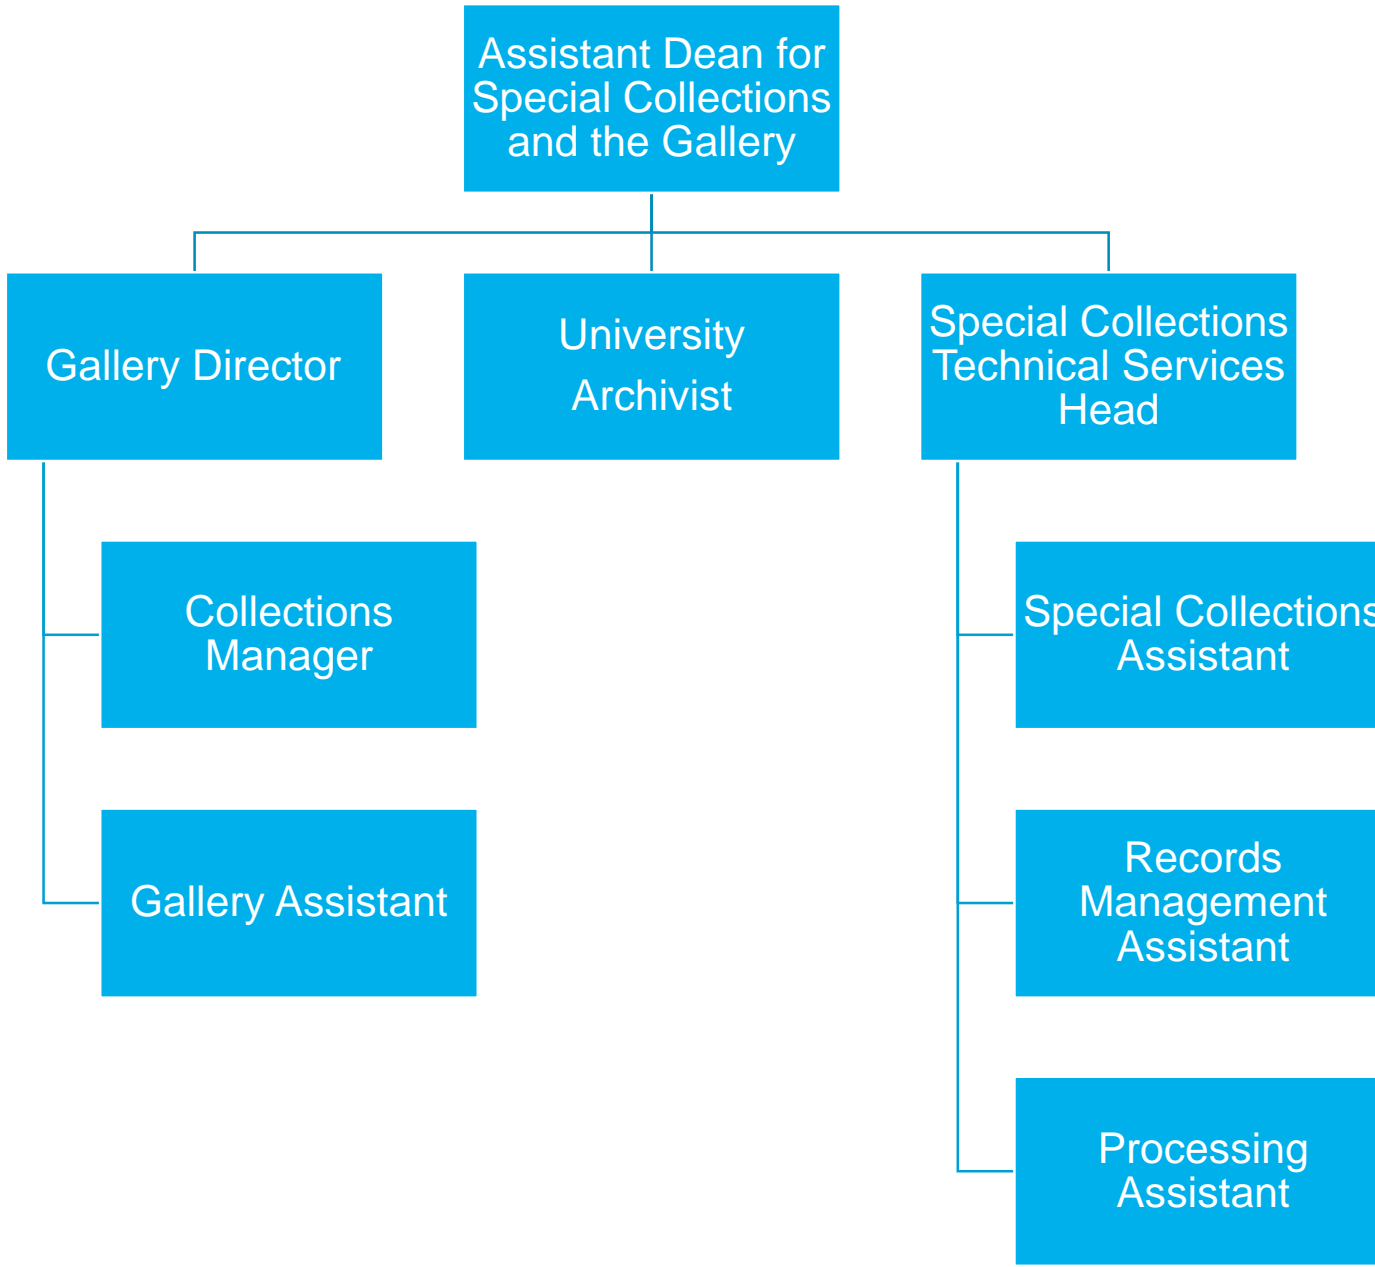 Assistant Dean for
Special Collections
and the Gallery
Gallery Director
University
Archivist
Special Collections
Technical Services
Head
Collections
Manager
Special Collections
Assistant
Gallery Assistant
Records
Management
Assistant
Processing
Assistant